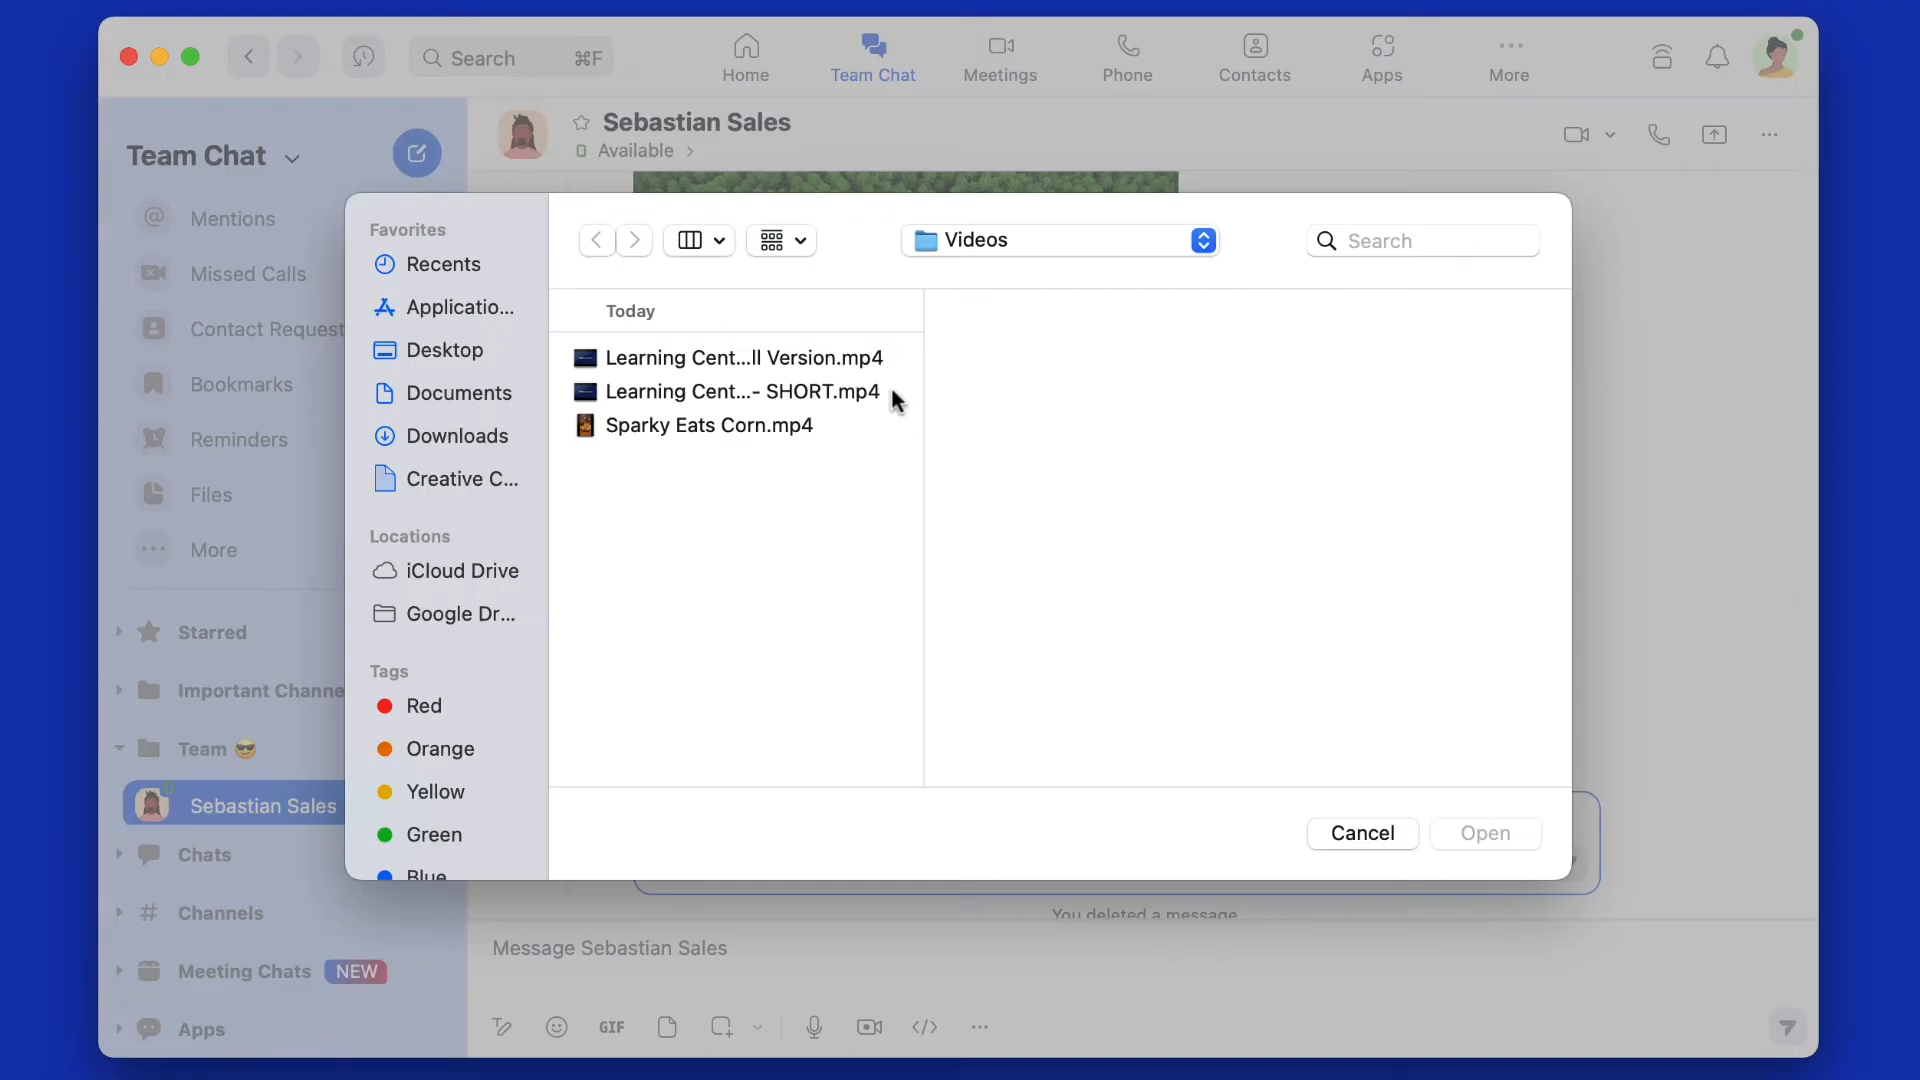 Search ⌘F
Home
Team Chat
Meetings
Phone
Contacts
Apps
More
Team Chat
Sebastian Sales
Available
Mentions
Missed Calls
Contact Request
Bookmarks
Reminders
Files
More
Starred
Important Channe
Team 😎
Sebastian Sales
Chats
Channels
Meeting Chats NEW
Apps
Favorites
Recents
Applicatio...
Desktop
Documents
Downloads
Creative C...
Locations
iCloud Drive
Google Dr...
Tags
Red
Orange
Yellow
Green
Blue
Videos
Search
Today
Learning Cent...ll Version.mp4
Learning Cent...- SHORT.mp4
Sparky Eats Corn.mp4
Cancel
Open
You deleted a message
Message Sebastian Sales
GIF